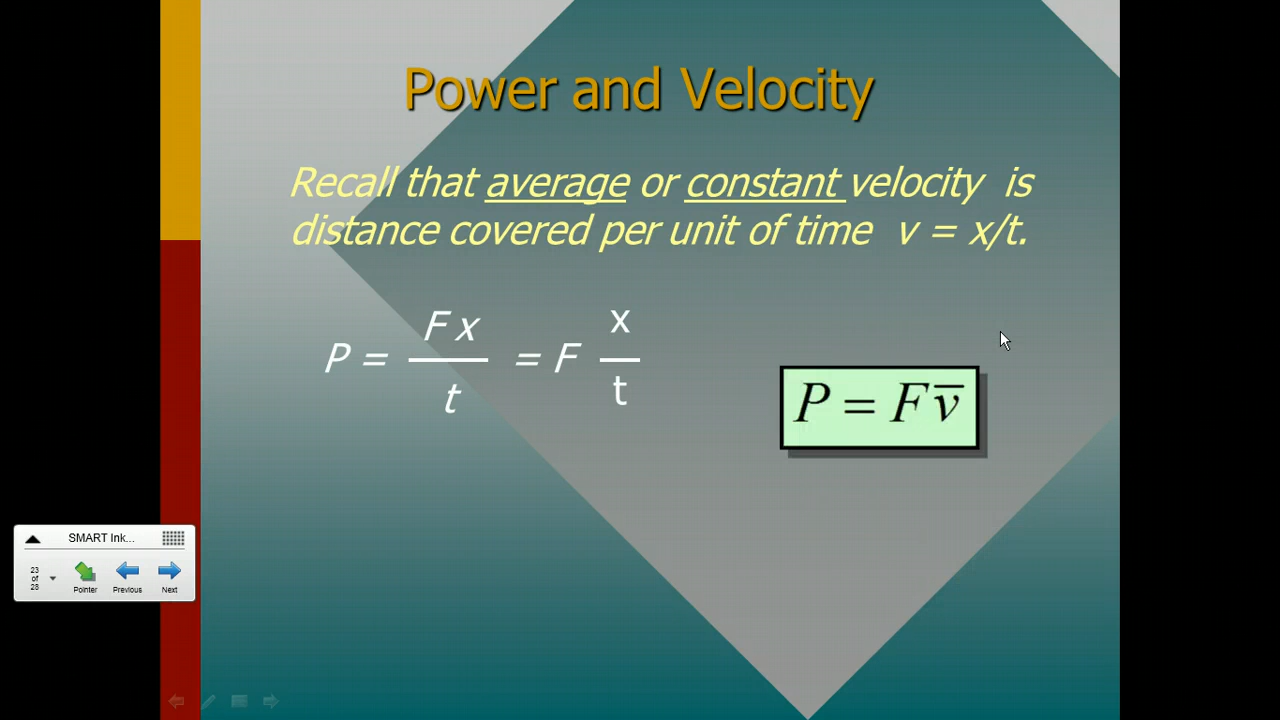 Power and Velocity
Recall that average or constant velocity is
distance covered per unit of time v = x/t.
P = F x / t = F x / t
P = F v̄
SMART Ink...
23 of 28
Pointer Previous Next